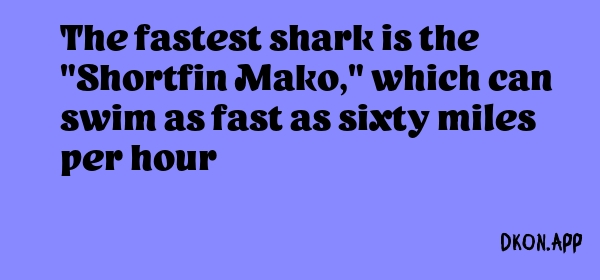 The fastest shark is the
"Shortfin Mako," which can
swim as fast as sixty miles
per hour
DKON.APP